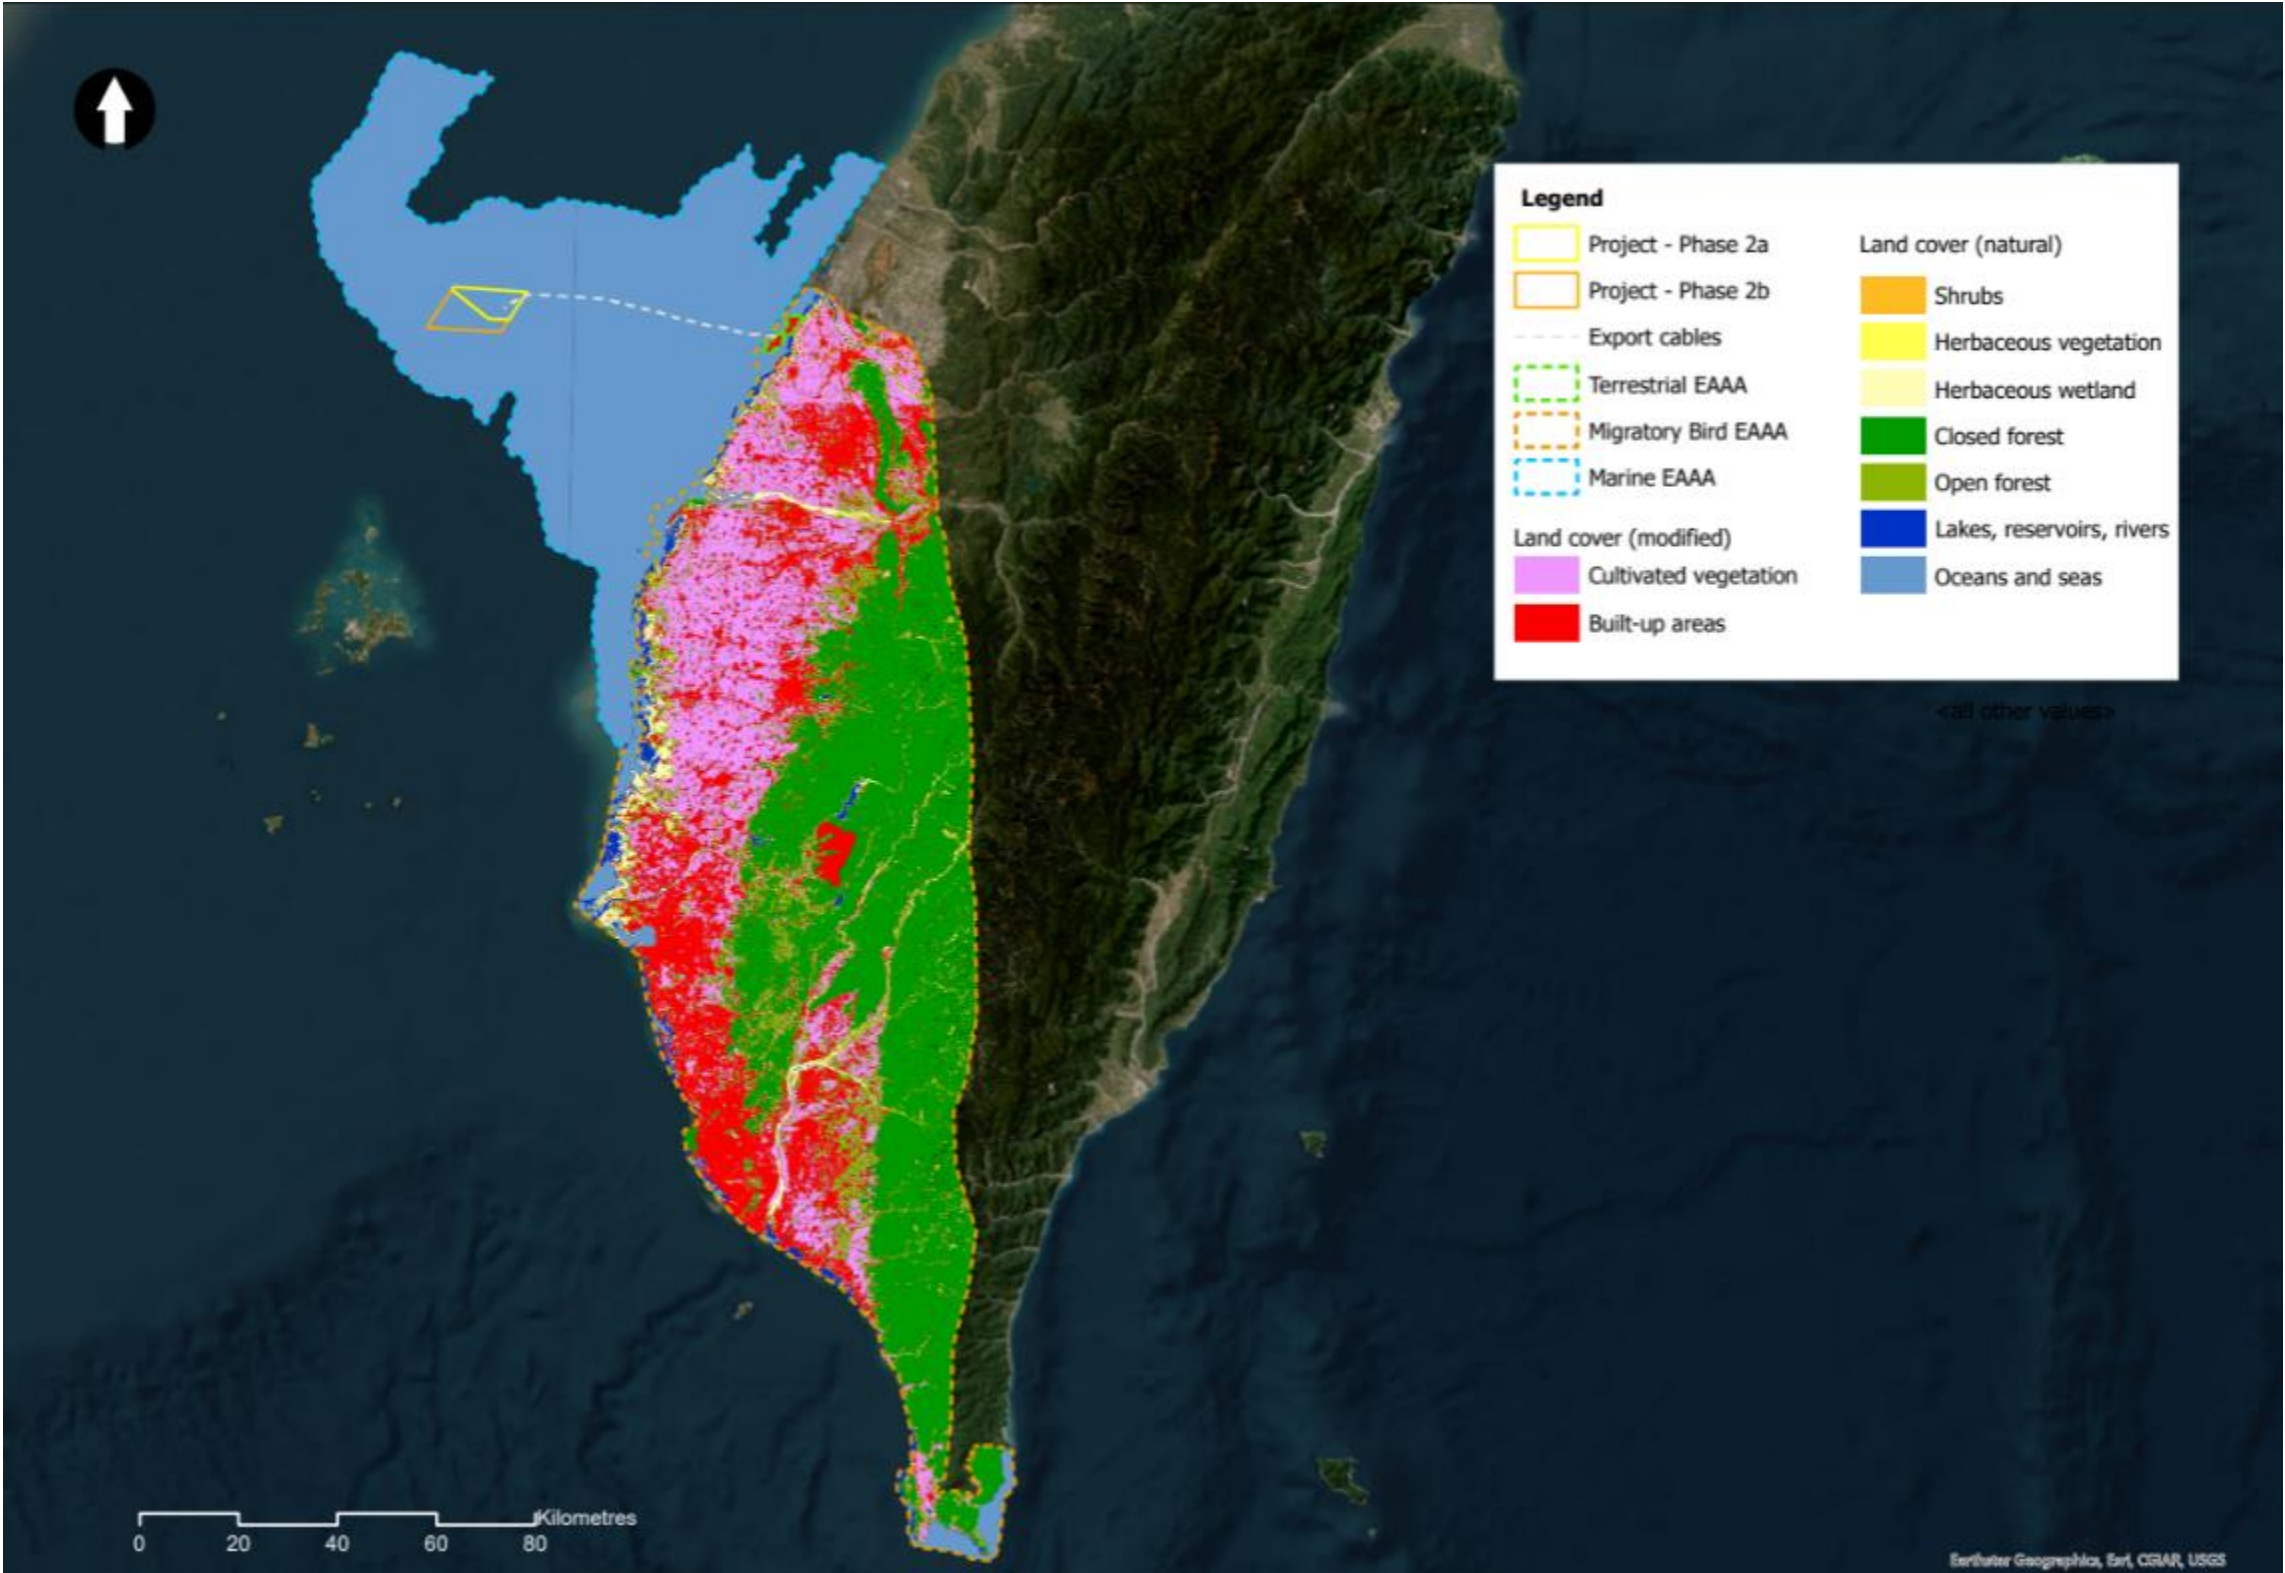 Legend
Project - Phase 2a
Project - Phase 2b
Export cables
Terrestrial EAAA
Migratory Bird EAAA
Marine EAAA
Land cover (modified)
Cultivated vegetation
Built-up areas
Land cover (natural)
Shrubs
Herbaceous vegetation
Herbaceous wetland
Closed forest
Open forest
Lakes, reservoirs, rivers
Oceans and seas
<all other values>
Kilometres
0 20 40 60 80
Earthstar Geographics, Esri, CGIAR, USGS